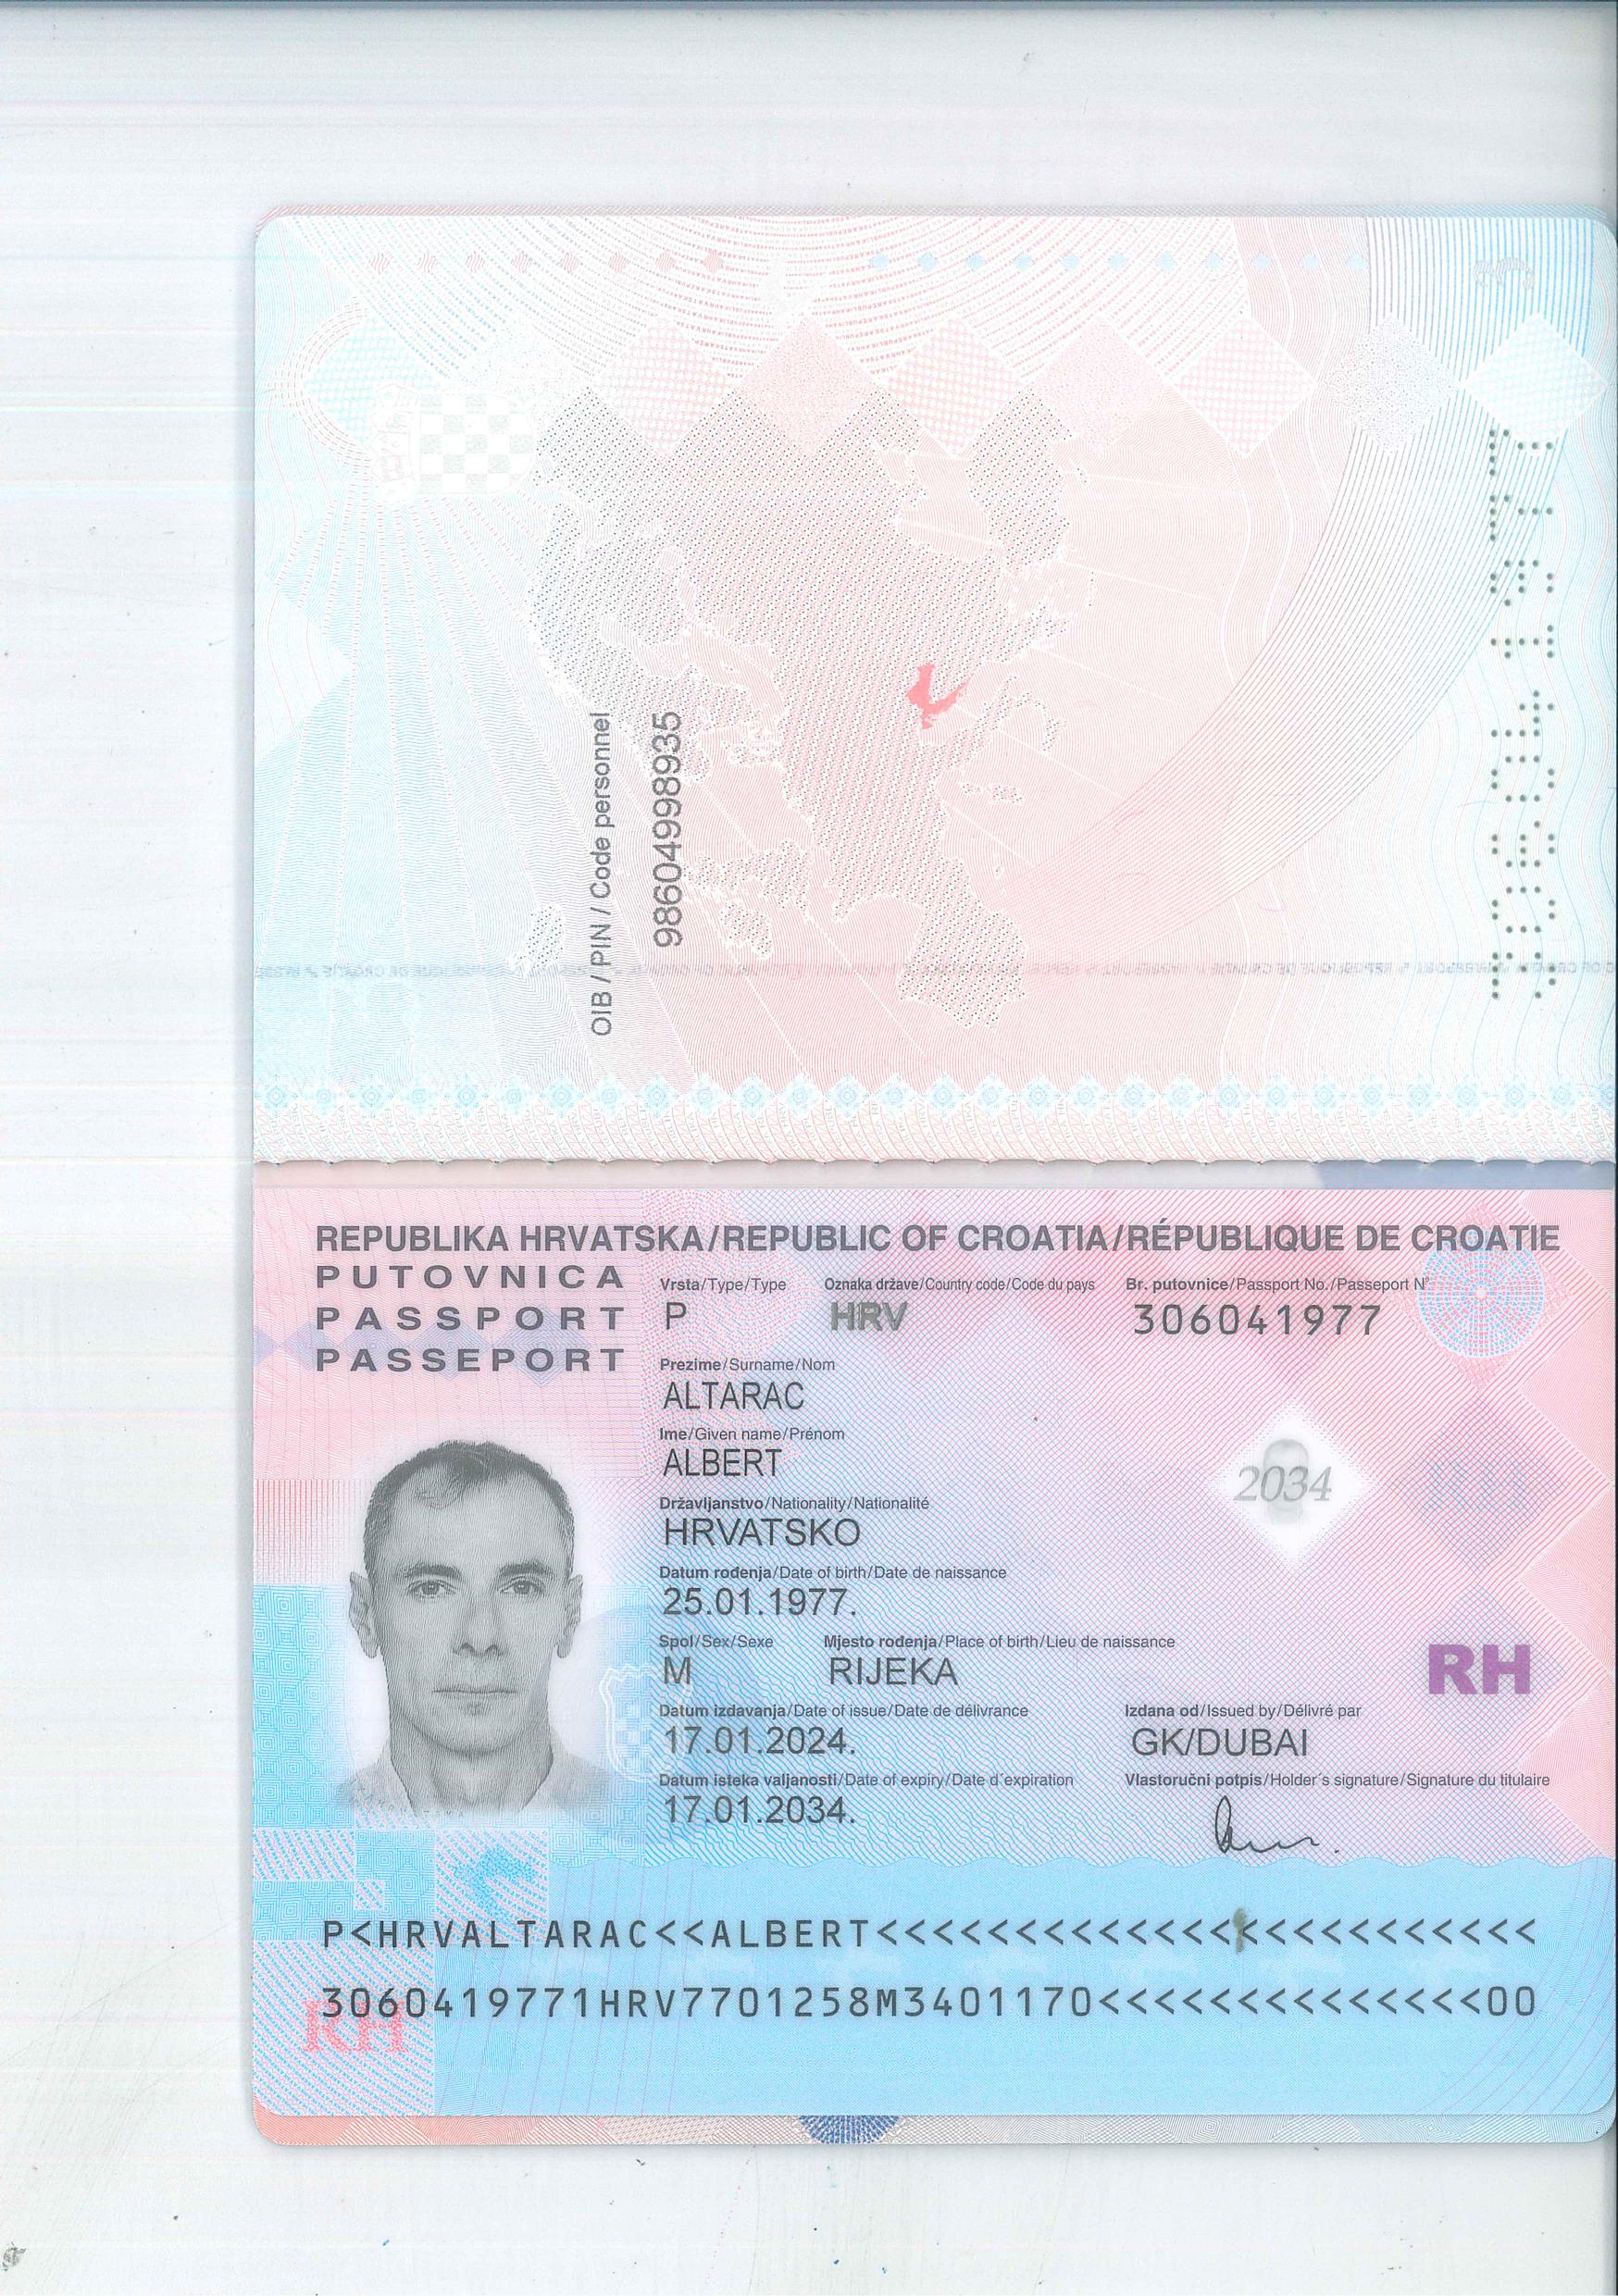 OIB / PIN / Code personnel
98604998935
306041977
REPUBLIKA HRVATSKA/REPUBLIC OF CROATIA/RÉPUBLIQUE DE CROATIE
PUTOVNICA
PASSPORT
PASSEPORT
Vrsta/Type/Type Oznaka države/Country code/Code du pays Br. putovnice/Passport No./Passeport N°
P HRV 306041977
Prezime/Surname/Nom
ALTARAC
Ime/Given name/Prénom
ALBERT
2034
Državljanstvo/Nationality/Nationalité
HRVATSKO
Datum rođenja/Date of birth/Date de naissance
25.01.1977.
Spol/Sex/Sexe Mjesto rođenja/Place of birth/Lieu de naissance
M RIJEKA
RH
Datum izdavanja/Date of issue/Date de délivrance Izdana od/Issued by/Délivré par
17.01.2024. GK/DUBAI
Datum isteka valjanosti/Date of expiry/Date d´expiration Vlastoručni potpis/Holder´s signature/Signature du titulaire
17.01.2034.
P<HRVALTARAC<<ALBERT<<<<<<<<<<<<<<<<<<<<<<<<
3060419771HRV7701258M3401170<<<<<<<<<<<<<<00
RH